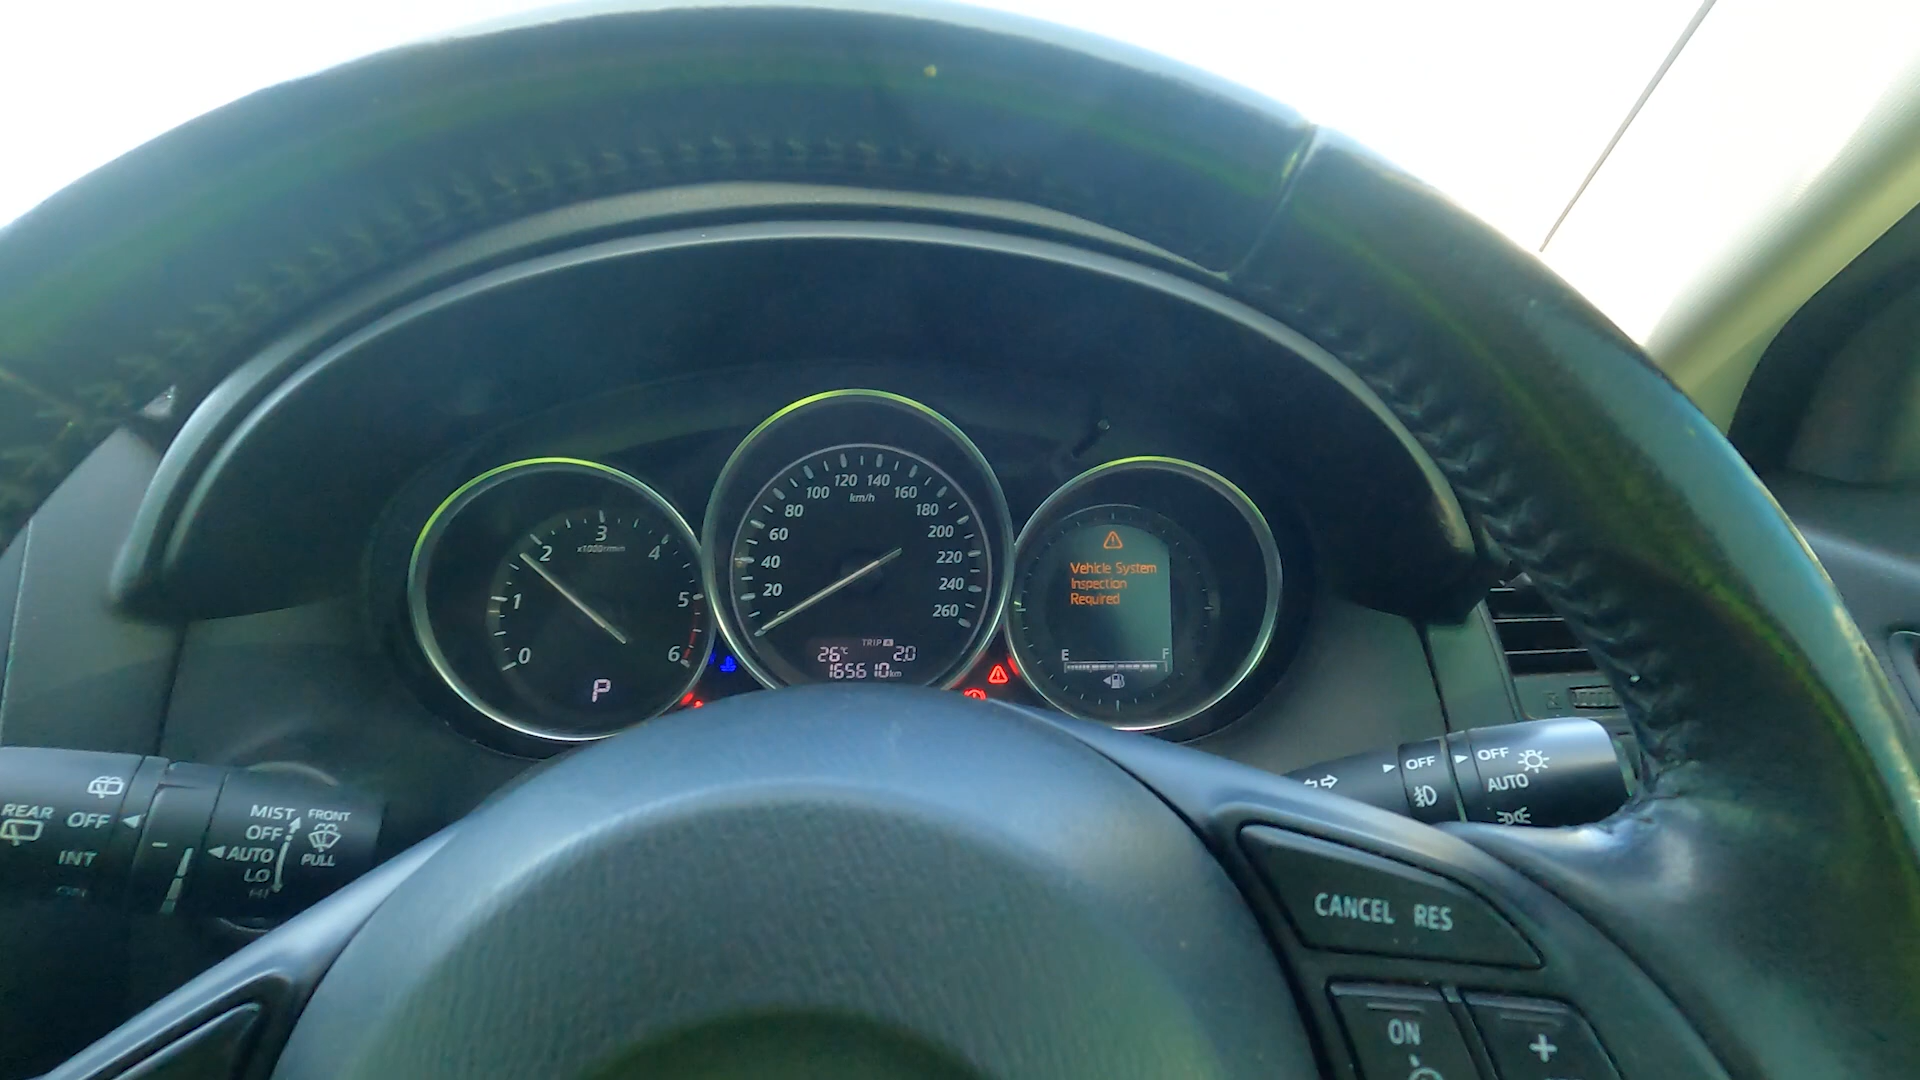 0
1
2
3
4
5
6
x1000r/min
P
20
40
60
80
100
120
140
160
180
200
220
240
260
km/h
TRIP A
26℃ 2.0
165610km
Vehicle System
Inspection
Required
E F
REAR
OFF
INT
MIST
OFF
AUTO
LO
HI
FRONT
PULL
OFF
OFF
AUTO
CANCEL RES
ON
+